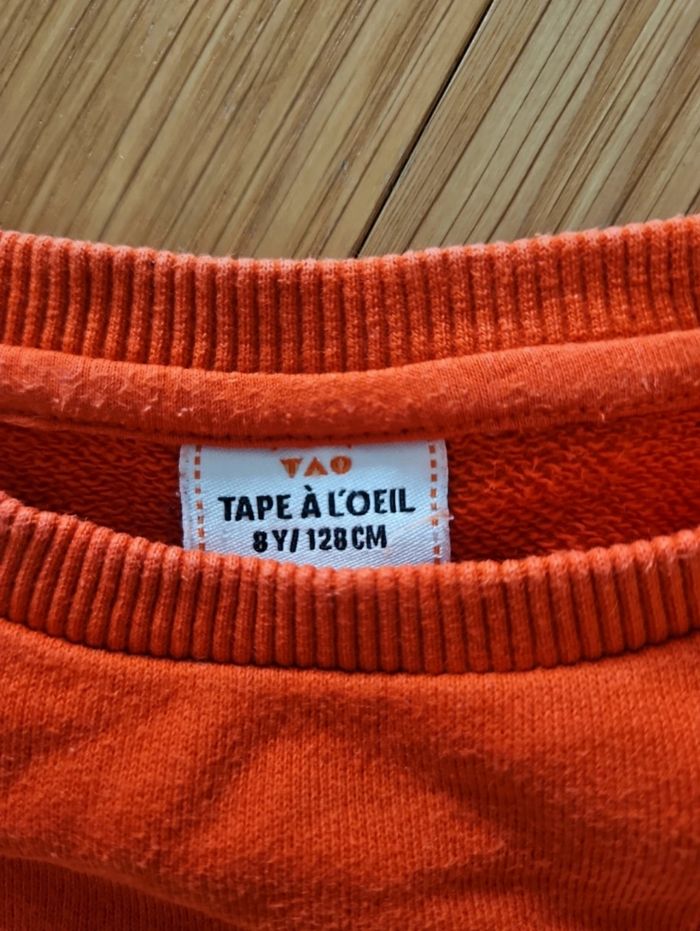 TAO
TAPE À L'OEIL
8Y/ 128CM